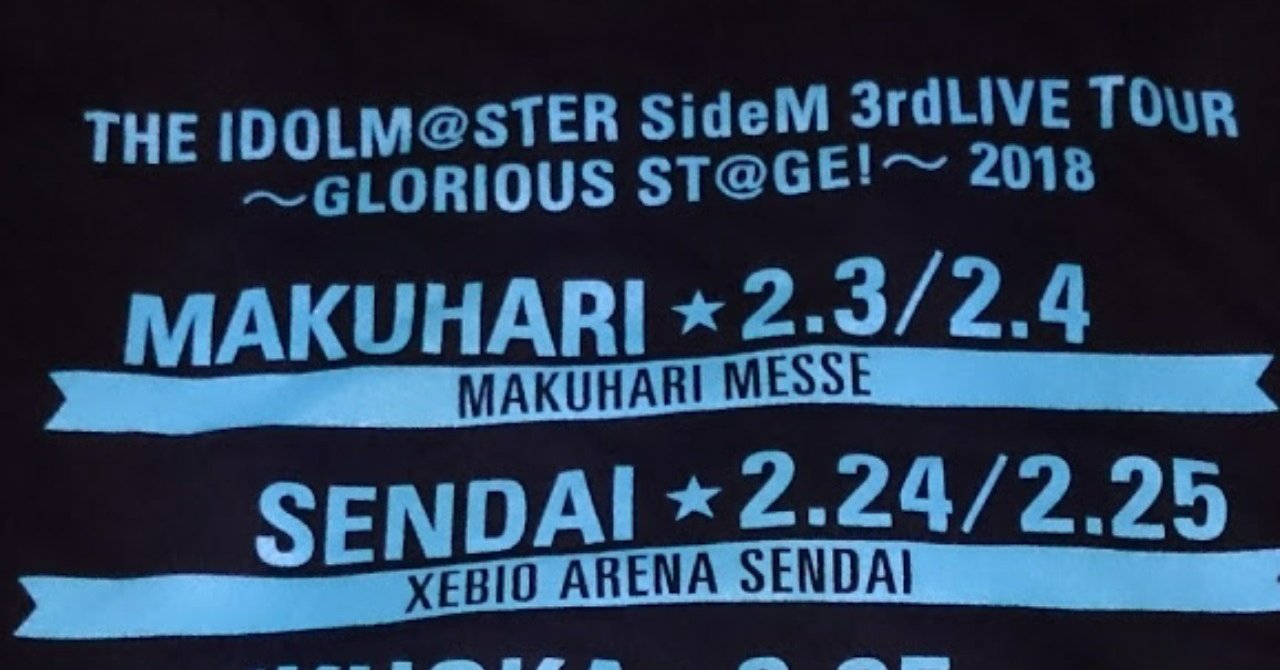 THE IDOLM@STER SideM 3rdLIVE TOUR
～GLORIOUS ST@GE!～ 2018
MAKUHARI ★ 2.3/2.4
MAKUHARI MESSE
SENDAI ★ 2.24/2.25
XEBIO ARENA SENDAI